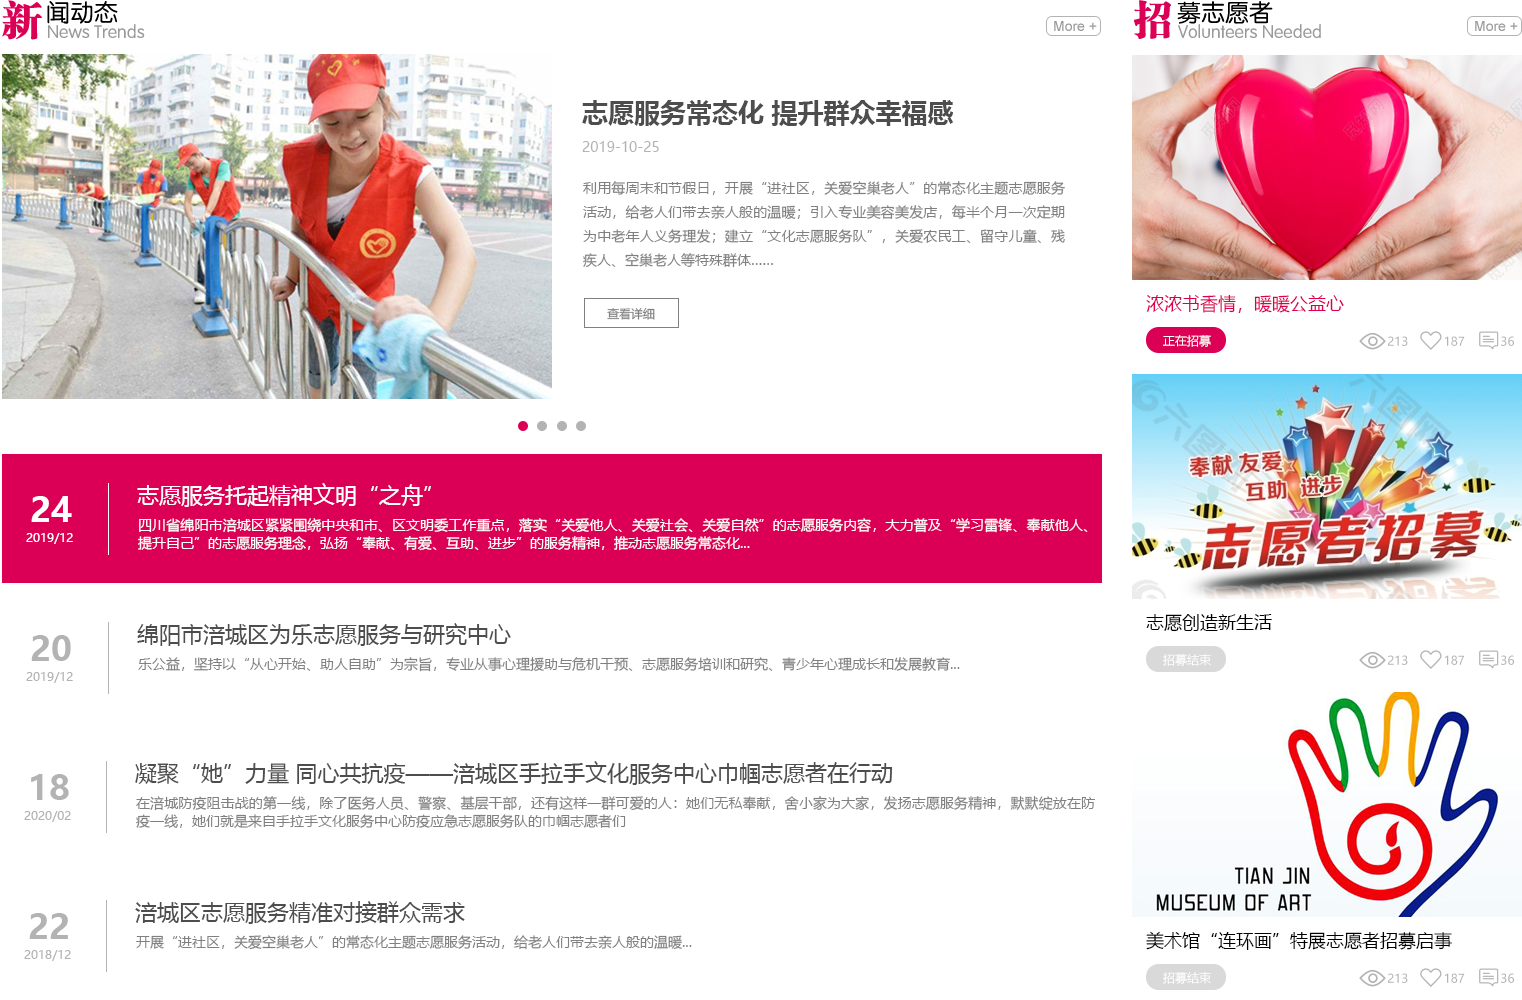 新闻动态
News Trends
More +
志愿服务常态化 提升群众幸福感
2019-10-25
利用每周末和节假日，开展“进社区，关爱空巢老人”的常态化主题志愿服务
活动，给老人们带去亲人般的温暖；引入专业美容美发店，每半个月一次定期
为中老年人义务理发；建立“文化志愿服务队”，关爱农民工、留守儿童、残
疾人、空巢老人等特殊群体......
查看详细
24
2019/12
志愿服务托起精神文明“之舟”
四川省绵阳市涪城区紧紧围绕中央和市、区文明委工作重点，落实“关爱他人、关爱社会、关爱自然”的志愿服务内容，大力普及“学习雷锋、奉献他人、
提升自己”的志愿服务理念，弘扬“奉献、有爱、互助、进步”的服务精神，推动志愿服务常态化...
20
2019/12
绵阳市涪城区为乐志愿服务与研究中心
乐公益，坚持以“从心开始、助人自助”为宗旨，专业从事心理援助与危机干预、志愿服务培训和研究、青少年心理成长和发展教育...
18
2020/02
凝聚“她”力量 同心共抗疫——涪城区手拉手文化服务中心巾帼志愿者在行动
在涪城防疫阻击战的第一线，除了医务人员、警察、基层干部，还有这样一群可爱的人：她们无私奉献，舍小家为大家，发扬志愿服务精神，默默绽放在防
疫一线，她们就是来自手拉手文化服务中心防疫应急志愿服务队的巾帼志愿者们
22
2018/12
涪城区志愿服务精准对接群众需求
开展“进社区，关爱空巢老人”的常态化主题志愿服务活动，给老人们带去亲人般的温暖...
招募志愿者
Volunteers Needed
More +
浓浓书香情，暖暖公益心
正在招募
213 187 36
奉献 友爱
互助 进步
志愿者招募
志愿创造新生活
招募结束
213 187 36
TIAN JIN
MUSEUM OF ART
美术馆“连环画”特展志愿者招募启事
招募结束
213 187 36